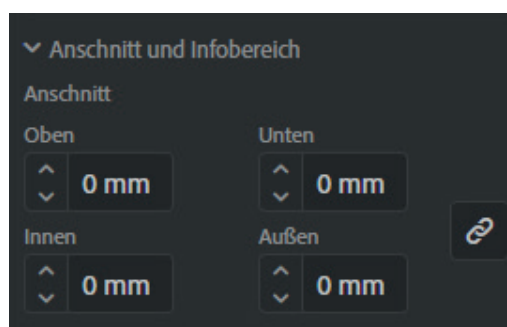 Anschnitt und Infobereich
Anschnitt
Oben Unten
0 mm 0 mm
Innen Außen
0 mm 0 mm